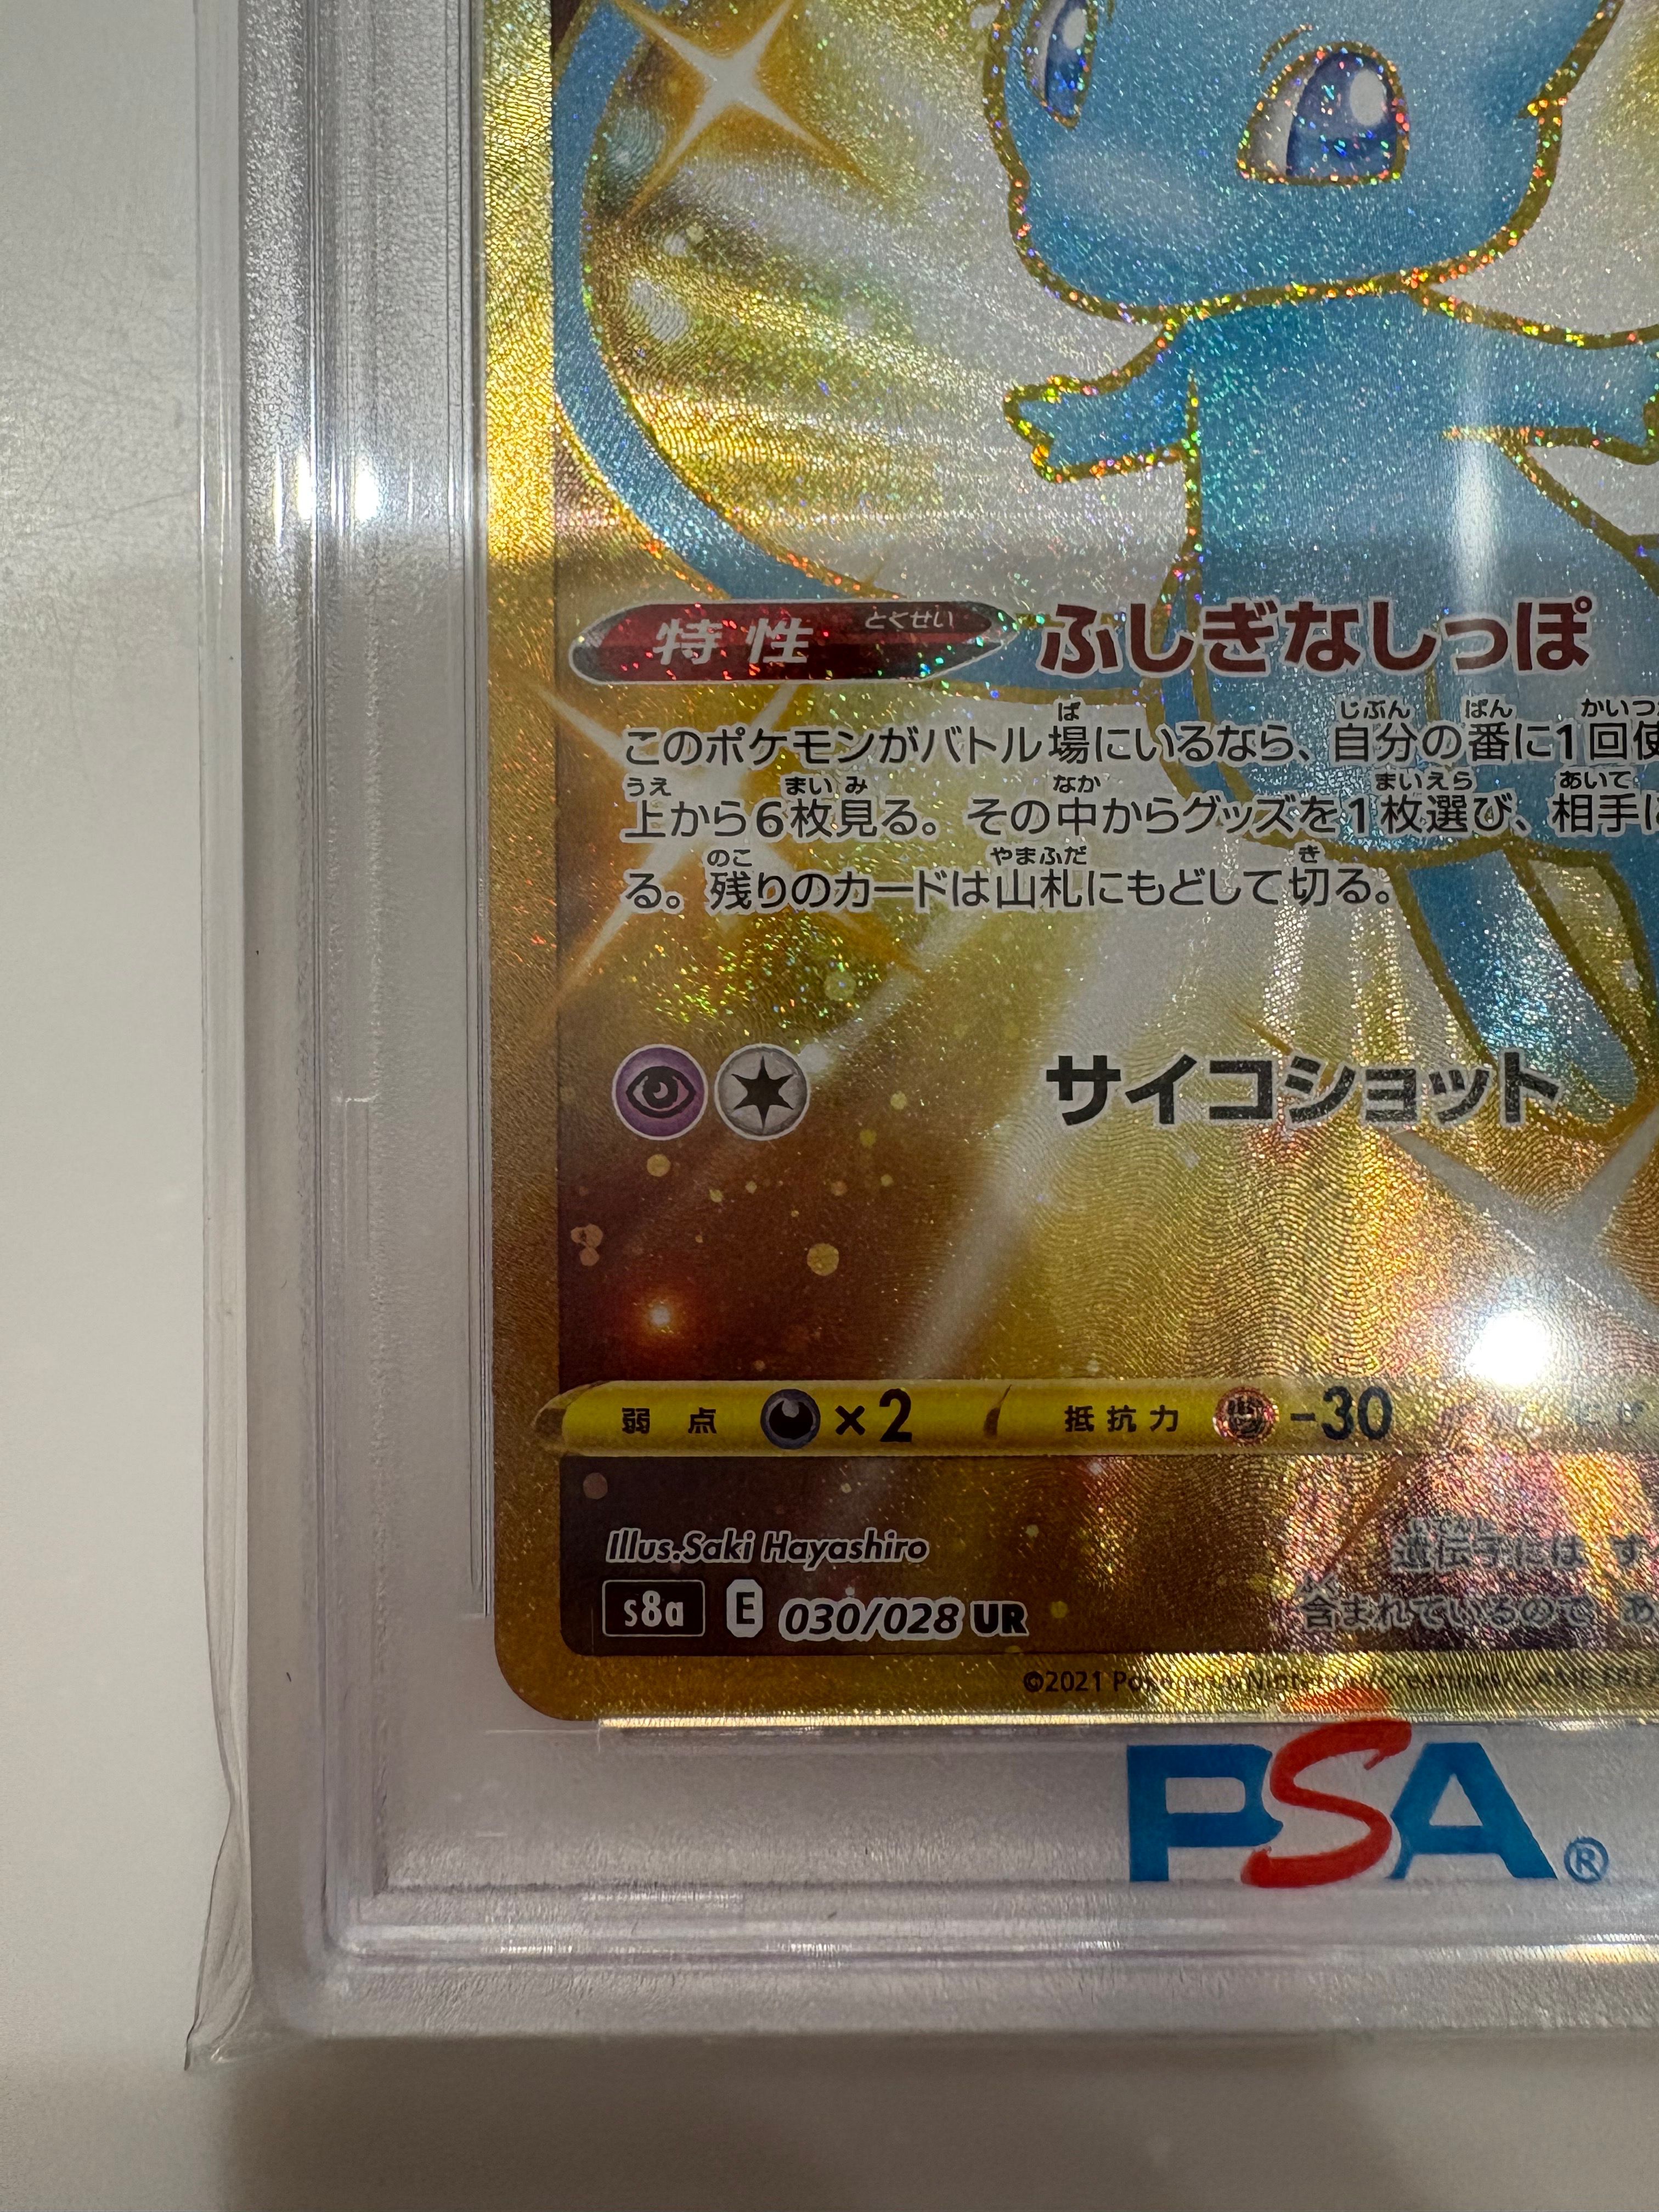 特性 とくせい ふしぎなしっぽ
ば じぶん ばん かいつ
このポケモンがバトル場にいるなら、自分の番に1回使
うえ まい み なか まいえら あいて
上から6枚見る。その中からグッズを1枚選び、相手に
のこ やまふだ き
る。残りのカードは山札にもどして切る。
サイコショット
弱点 ×2 抵抗力 -30
Illus.Saki Hayashiro
遺伝子には す
s8a E 030/028 UR
含まれているので あ
©2021
PSA®